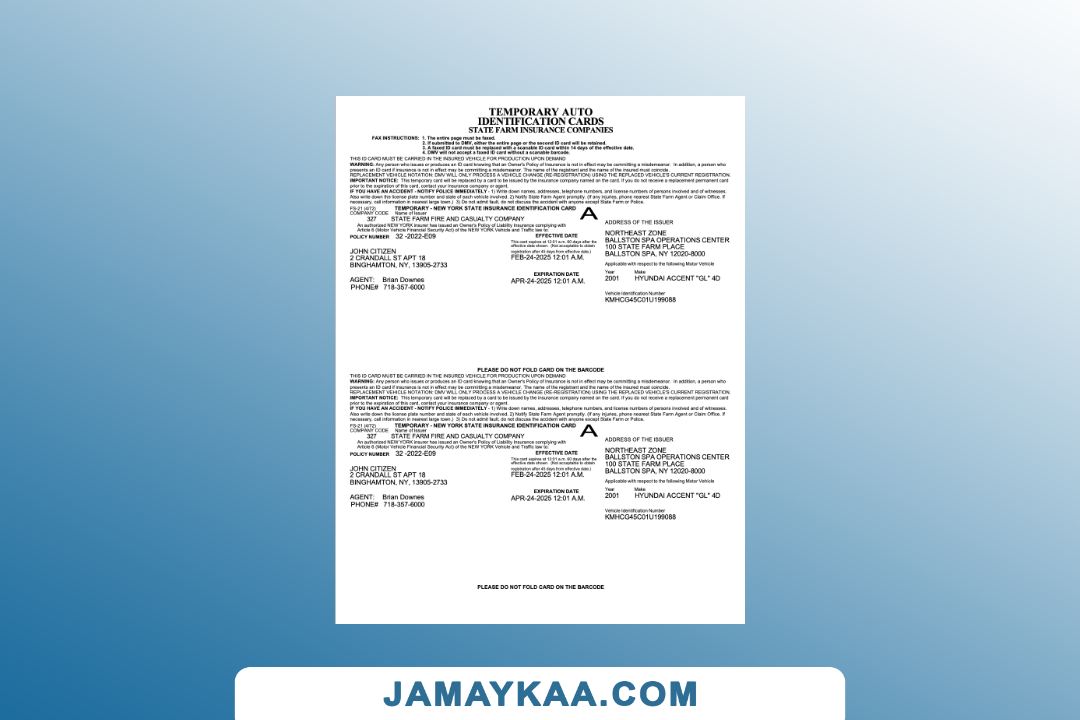 TEMPORARY AUTO
IDENTIFICATION CARDS
STATE FARM INSURANCE COMPANIES
FAX INSTRUCTIONS: 1. The entire page must be faxed.
2. If submitted to DMV, either the entire page or the second ID card will be retained.
3. A faxed ID card must be replaced with a scannable ID card within 14 days of the effective date.
4. DMV will not accept a faxed ID card without a scannable barcode.
THIS ID CARD MUST BE CARRIED IN THE INSURED VEHICLE FOR PRODUCTION UPON DEMAND
WARNING: Any person who issues or produces an ID card knowing that an Owner's Policy of Insurance is not in effect may be committing a misdemeanor. In addition, a person who
presents an ID card if insurance is not in effect may be committing a misdemeanor. The name of the registrant and the name of the insured must coincide.
REPLACEMENT VEHICLE NOTATION: DMV WILL ONLY PROCESS A VEHICLE CHANGE (RE-REGISTRATION) USING THE REPLACED VEHICLE'S CURRENT REGISTRATION.
IMPORTANT NOTICE: This temporary card will be replaced by a card to be issued by the insurance company named on the card. If you do not receive a replacement permanent card
prior to the expiration of this card, contact your insurance company or agent.
IF YOU HAVE AN ACCIDENT - NOTIFY POLICE IMMEDIATELY - 1) Write down names, addresses, telephone numbers, and license numbers of persons involved and of witnesses.
Also write down the license plate number and state of each vehicle involved. 2) Notify State Farm Agent promptly. (If any injuries, phone nearest State Farm Agent or Claim Office. If
necessary, call information in nearest large town.) 3) Do not admit fault, do not discuss the accident with anyone except State Farm or Police.
FS-21 (4/72) TEMPORARY - NEW YORK STATE INSURANCE IDENTIFICATION CARD
A
COMPANY CODE Name of Issuer
327 STATE FARM FIRE AND CASUALTY COMPANY
An authorized NEW YORK insurer has issued an Owner's Policy of Liability Insurance complying with
Article 6 (Motor Vehicle Financial Security Act) of the NEW YORK Vehicle and Traffic law to:
POLICY NUMBER 32 -2022-E09
JOHN CITIZEN
2 CRANDALL ST APT 18
BINGHAMTON, NY, 13905-2733
AGENT: Brian Downes
PHONE# 718-357-6000
EFFECTIVE DATE
This card expires at 12:01 a.m. 60 days after the
effective date shown. (Not acceptable to obtain
registration after 45 days from effective date.)
FEB-24-2025 12:01 A.M.
EXPIRATION DATE
APR-24-2025 12:01 A.M.
ADDRESS OF THE ISSUER
NORTHEAST ZONE
BALLSTON SPA OPERATIONS CENTER
100 STATE FARM PLACE
BALLSTON SPA, NY 12020-8000
Applicable with respect to the following Motor Vehicle
Year Make
2001 HYUNDAI ACCENT "GL" 4D
Vehicle Identification Number
KMHCG45C01U199088
PLEASE DO NOT FOLD CARD ON THE BARCODE
THIS ID CARD MUST BE CARRIED IN THE INSURED VEHICLE FOR PRODUCTION UPON DEMAND
WARNING: Any person who issues or produces an ID card knowing that an Owner's Policy of Insurance is not in effect may be committing a misdemeanor. In addition, a person who
presents an ID card if insurance is not in effect may be committing a misdemeanor. The name of the registrant and the name of the insured must coincide.
REPLACEMENT VEHICLE NOTATION: DMV WILL ONLY PROCESS A VEHICLE CHANGE (RE-REGISTRATION) USING THE REPLACED VEHICLE'S CURRENT REGISTRATION.
IMPORTANT NOTICE: This temporary card will be replaced by a card to be issued by the insurance company named on the card. If you do not receive a replacement permanent card
prior to the expiration of this card, contact your insurance company or agent.
IF YOU HAVE AN ACCIDENT - NOTIFY POLICE IMMEDIATELY - 1) Write down names, addresses, telephone numbers, and license numbers of persons involved and of witnesses.
Also write down the license plate number and state of each vehicle involved. 2) Notify State Farm Agent promptly. (If any injuries, phone nearest State Farm Agent or Claim Office. If
necessary, call information in nearest large town.) 3) Do not admit fault, do not discuss the accident with anyone except State Farm or Police.
FS-21 (4/72) TEMPORARY - NEW YORK STATE INSURANCE IDENTIFICATION CARD
A
COMPANY CODE Name of Issuer
327 STATE FARM FIRE AND CASUALTY COMPANY
An authorized NEW YORK insurer has issued an Owner's Policy of Liability Insurance complying with
Article 6 (Motor Vehicle Financial Security Act) of the NEW YORK Vehicle and Traffic law to:
POLICY NUMBER 32 -2022-E09
JOHN CITIZEN
2 CRANDALL ST APT 18
BINGHAMTON, NY, 13905-2733
AGENT: Brian Downes
PHONE# 718-357-6000
EFFECTIVE DATE
This card expires at 12:01 a.m. 60 days after the
effective date shown. (Not acceptable to obtain
registration after 45 days from effective date.)
FEB-24-2025 12:01 A.M.
EXPIRATION DATE
APR-24-2025 12:01 A.M.
ADDRESS OF THE ISSUER
NORTHEAST ZONE
BALLSTON SPA OPERATIONS CENTER
100 STATE FARM PLACE
BALLSTON SPA, NY 12020-8000
Applicable with respect to the following Motor Vehicle
Year Make
2001 HYUNDAI ACCENT "GL" 4D
Vehicle Identification Number
KMHCG45C01U199088
PLEASE DO NOT FOLD CARD ON THE BARCODE
JAMAYKAA.COM